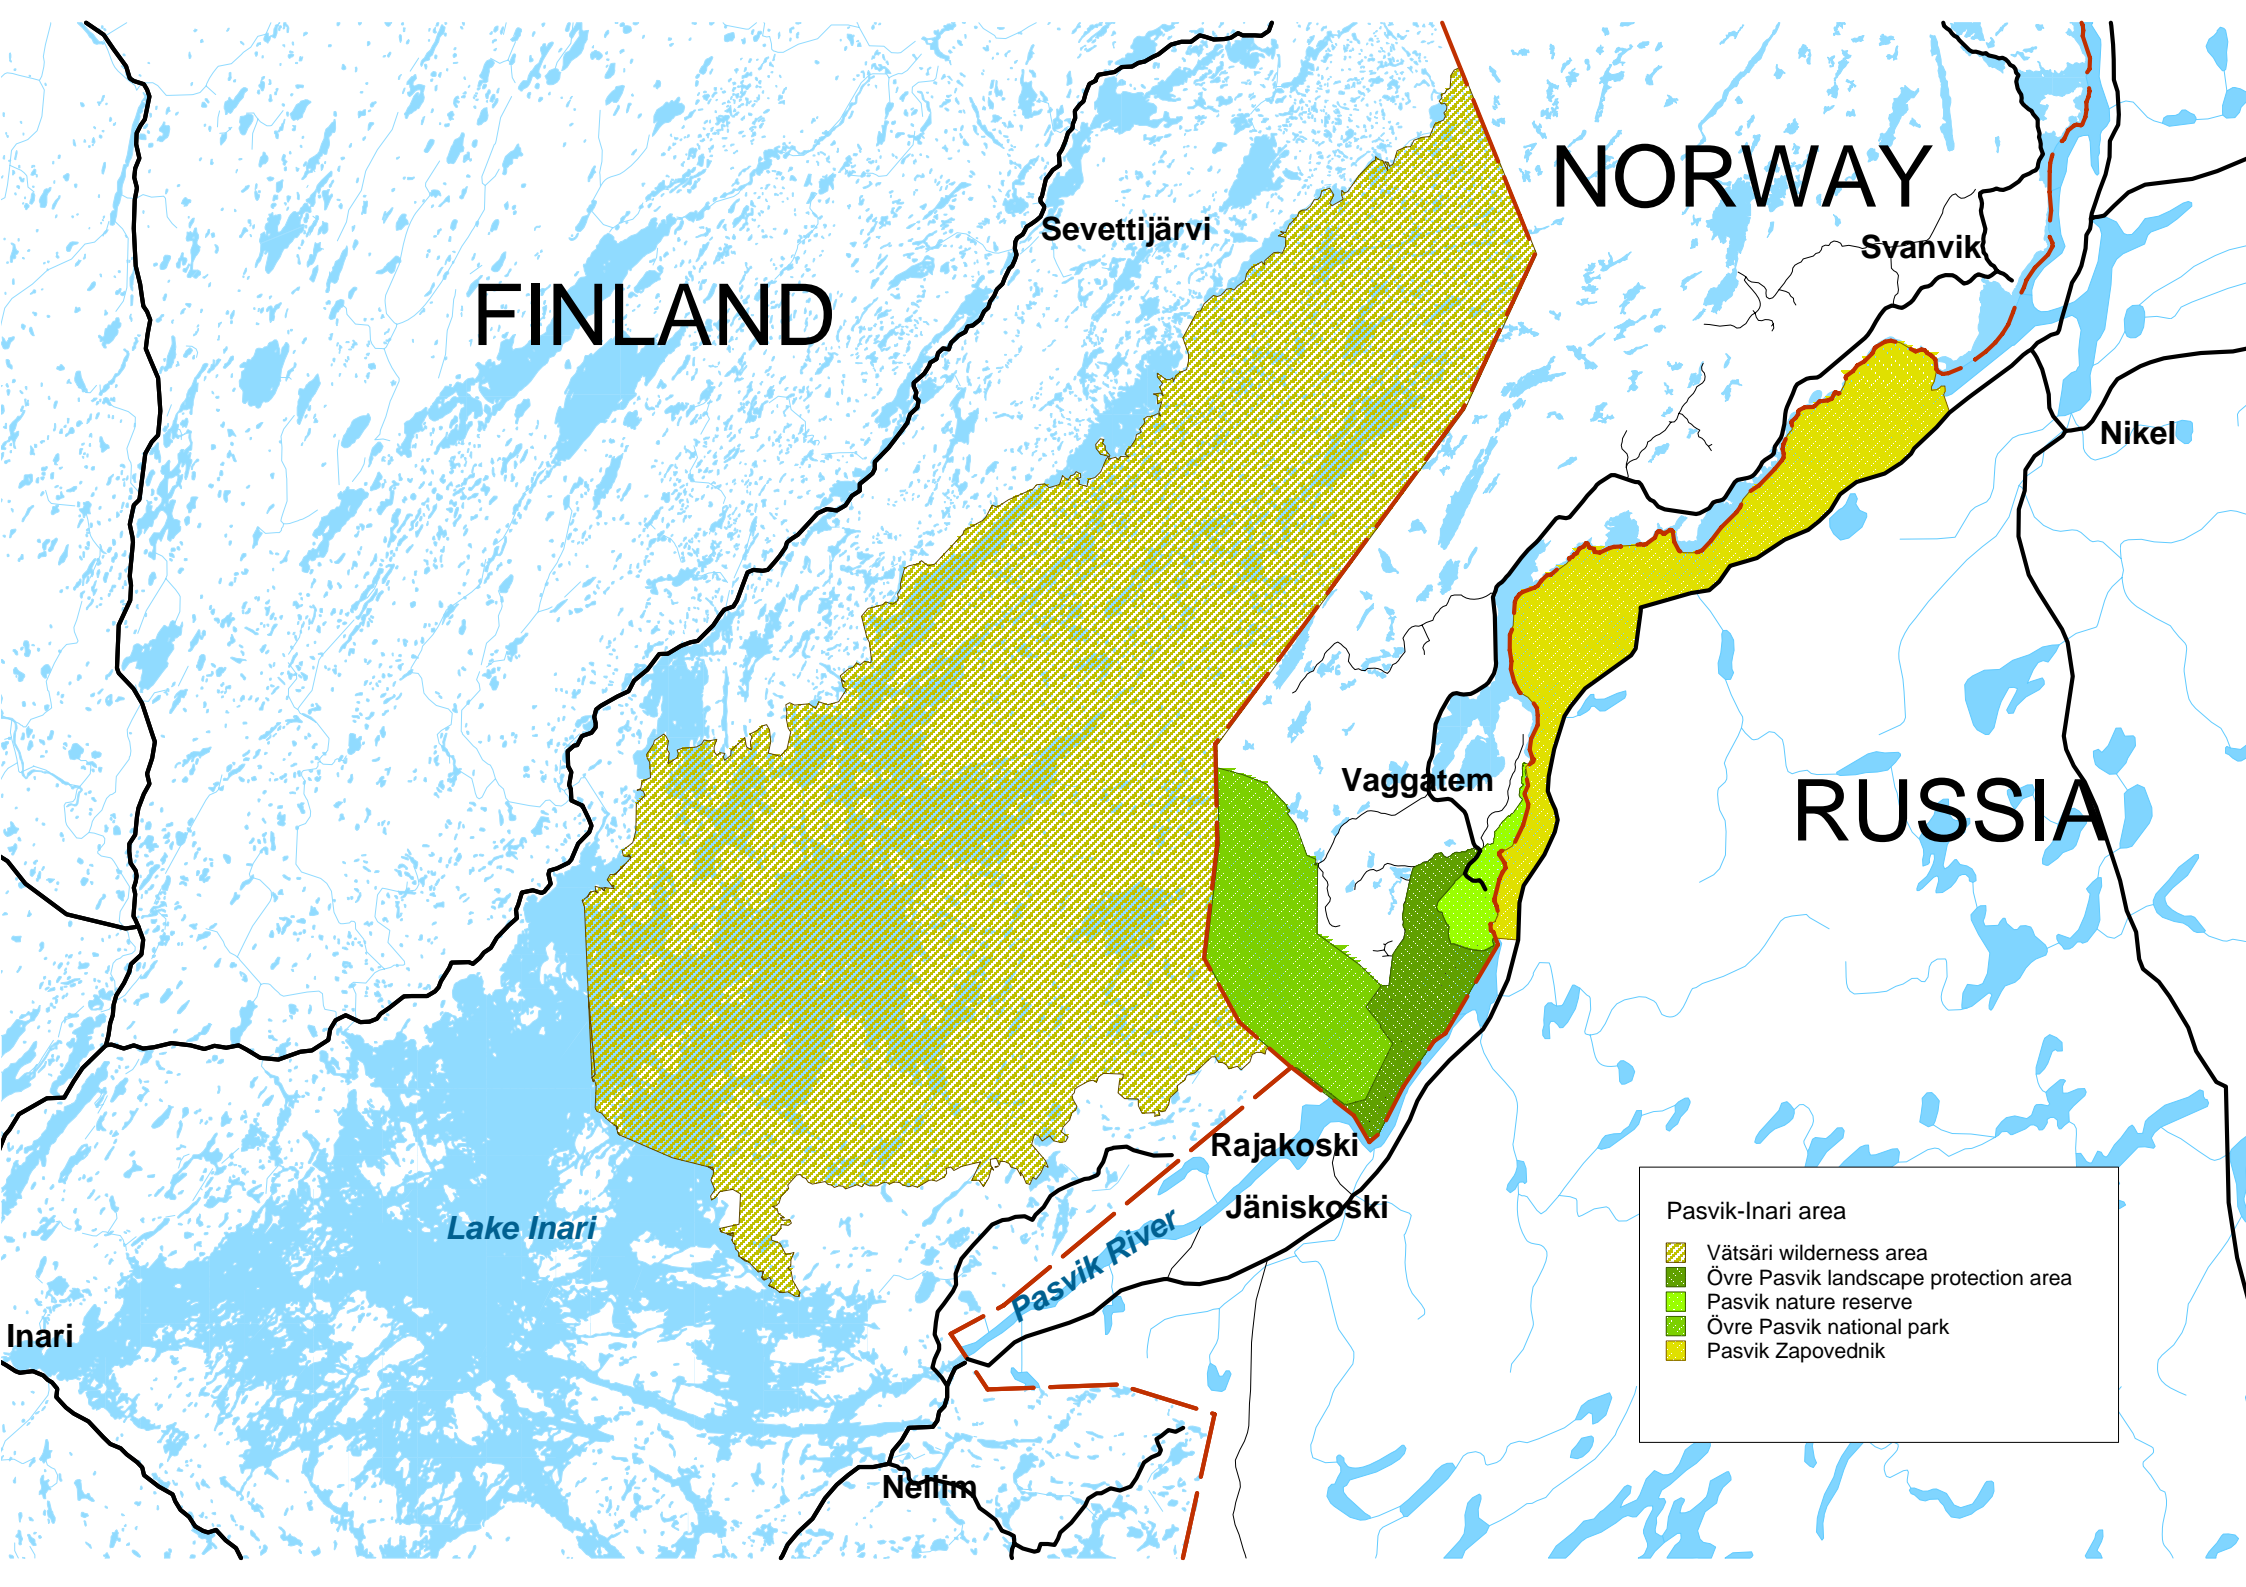 NORWAY
Sevettijärvi
Svanvik
FINLAND
Nikel
Vaggatem
RUSSIA
Rajakoski
Jäniskoski
Lake Inari
Pasvik River
Inari
Nellim
Pasvik-Inari area
Vätsäri wilderness area
Övre Pasvik landscape protection area
Pasvik nature reserve
Övre Pasvik national park
Pasvik Zapovednik